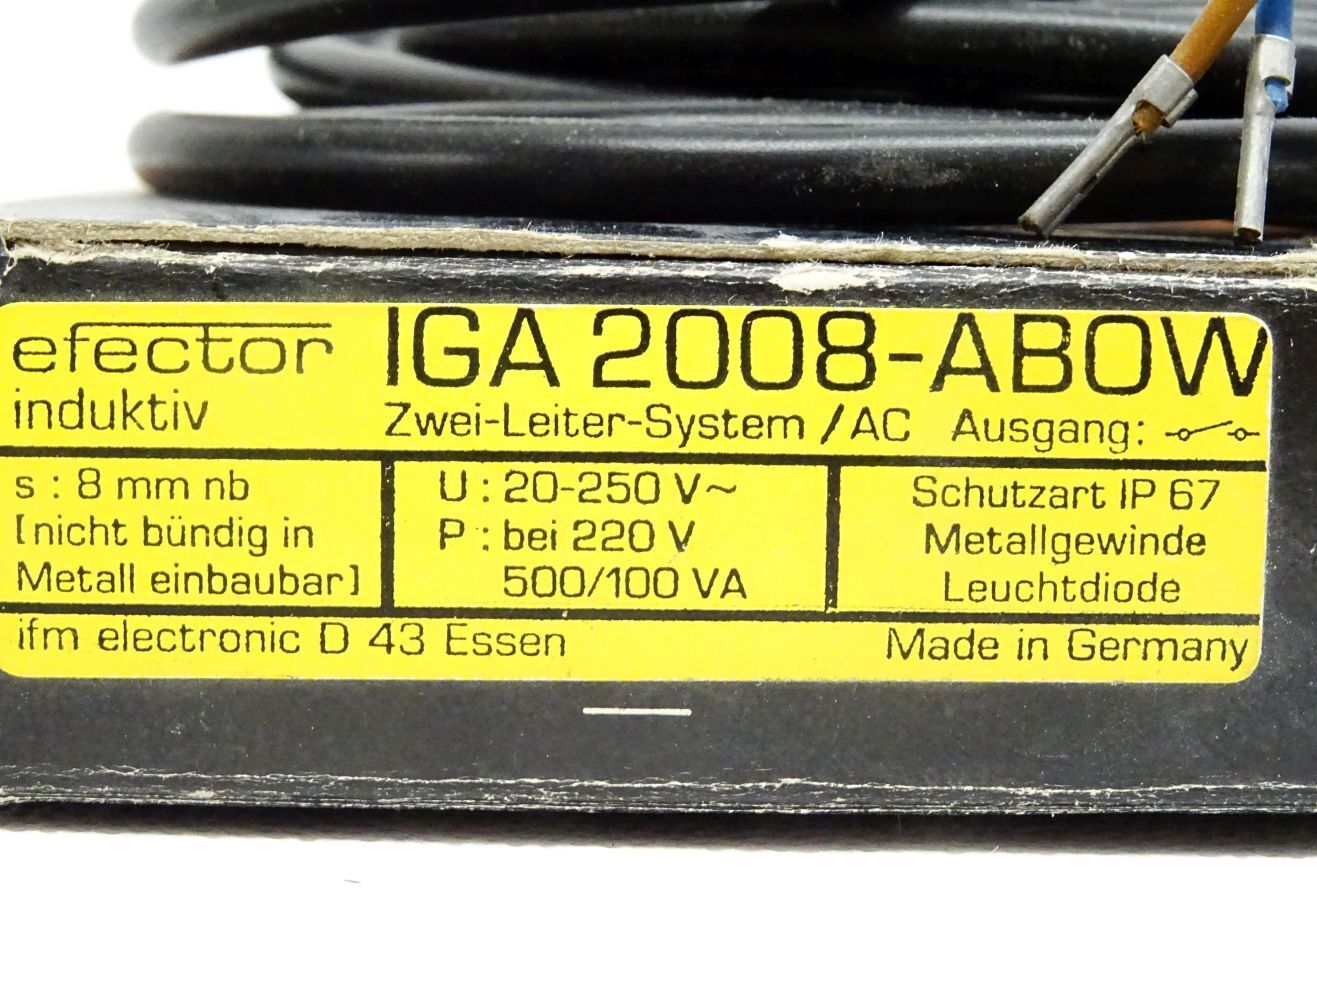 efector IGA 2008-ABOW
induktiv Zwei-Leiter-System /AC Ausgang:
s : 8 mm nb
[nicht bündig in
Metall einbaubar]
U : 20-250 V~
P : bei 220 V
500/100 VA
Schutzart IP 67
Metallgewinde
Leuchtdiode
ifm electronic D 43 Essen Made in Germany